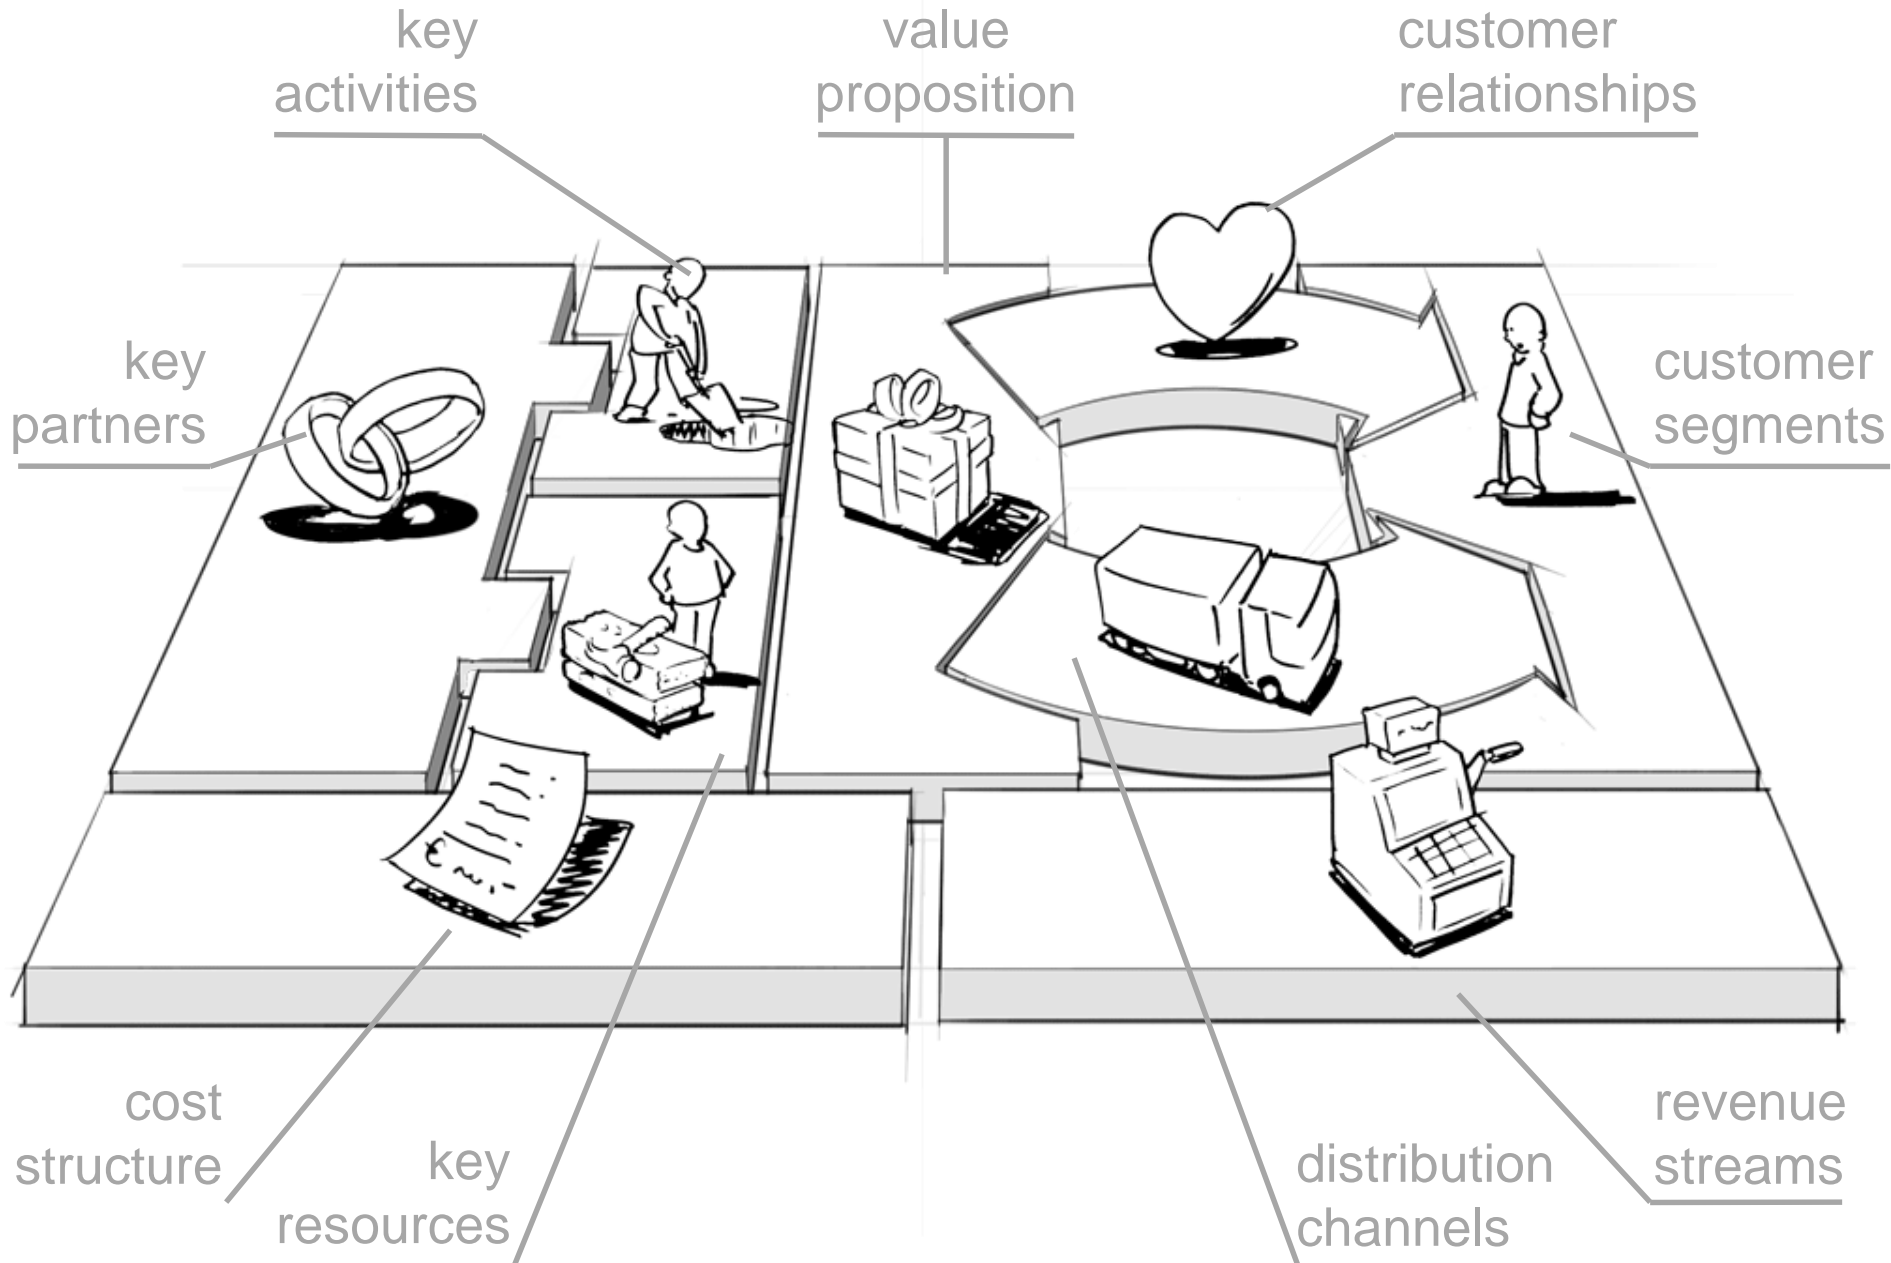 key
activities
value
proposition
customer
relationships
key
partners
customer
segments
€
cost
structure
key
resources
distribution
channels
revenue
streams